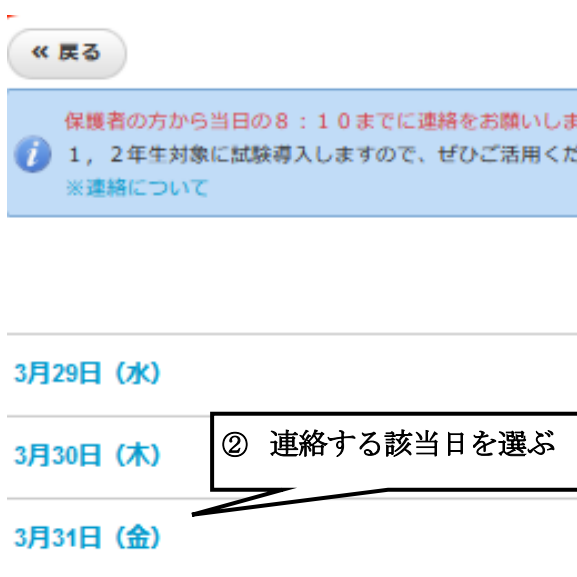 « 戻る
保護者の方から当日の８：１０までに連絡をお願いしま
１，２年生対象に試験導入しますので、ぜひご活用くだ
※連絡について
3月29日（水）
3月30日（木）
② 連絡する該当日を選ぶ
3月31日（金）